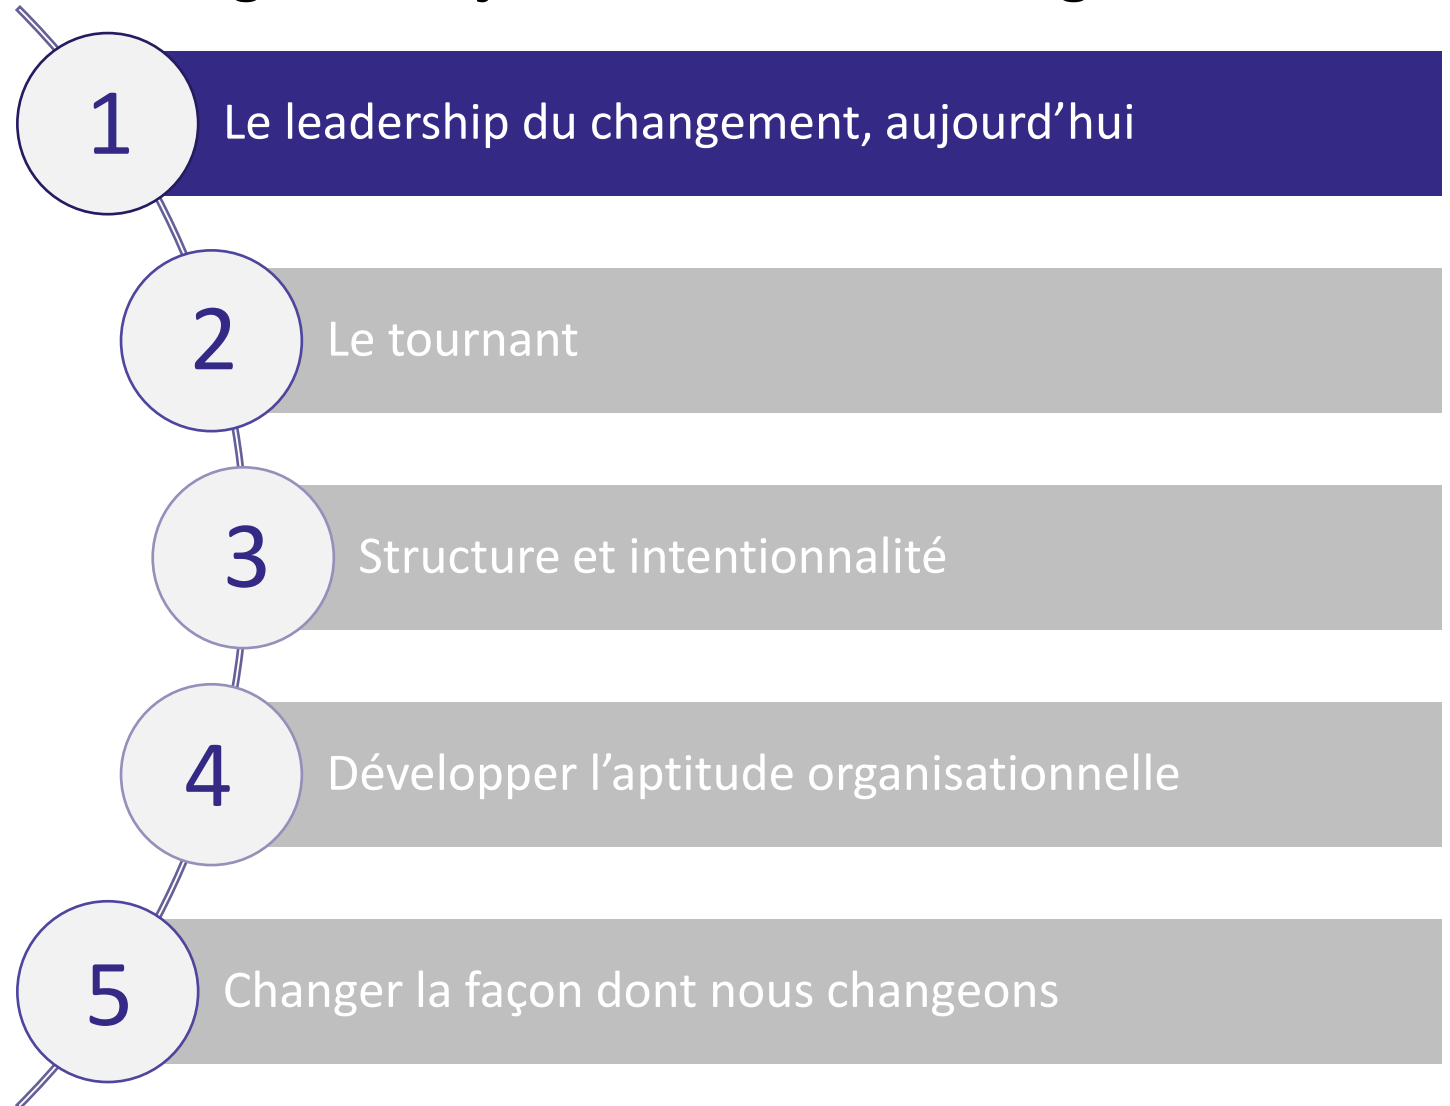 1
Le leadership du changement, aujourd’hui
2
Le tournant
3
Structure et intentionnalité
4
Développer l’aptitude organisationnelle
5
Changer la façon dont nous changeons